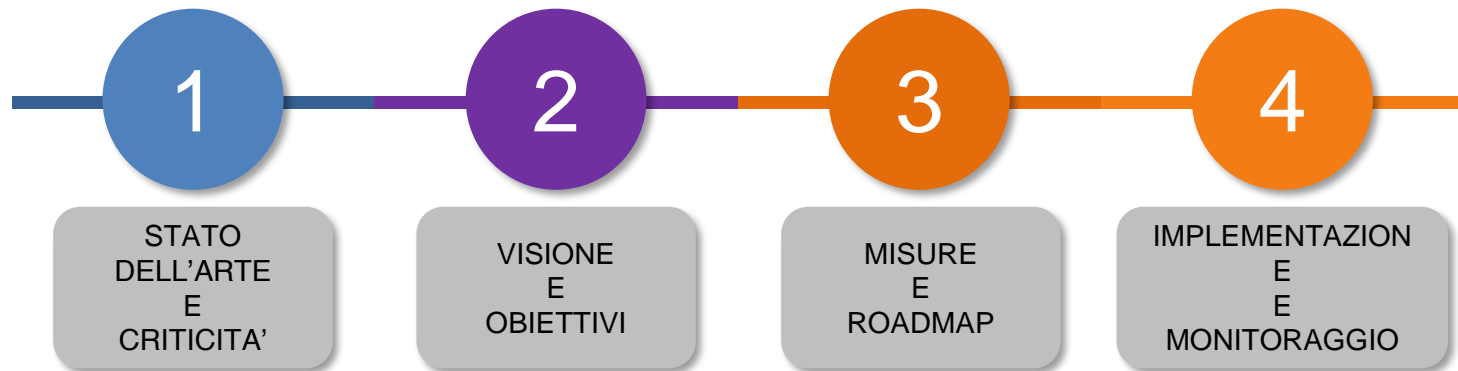 1
2
3
4
STATO
DELL’ARTE
E
CRITICITA’
VISIONE
E
OBIETTIVI
MISURE
E
ROADMAP
IMPLEMENTAZION
E
E
MONITORAGGIO